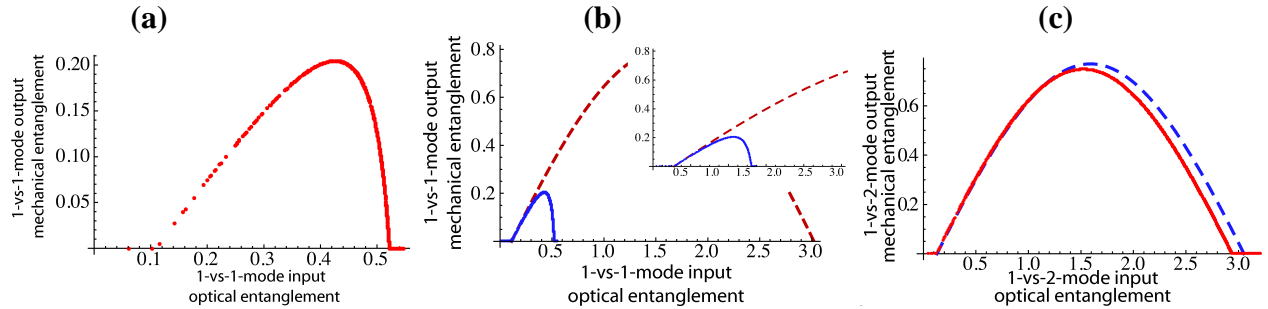 (a)
1-vs-1-mode output
mechanical entanglement
0.20
0.15
0.10
0.05
0.1
0.2
0.3
0.4
0.5
1-vs-1-mode input
optical entanglement
(b)
1-vs-1-mode output
mechanical entanglement
0.8
0.6
0.4
0.2
0.0
0.5
1.0
1.5
2.0
2.5
3.0
0.8
0.6
0.4
0.2
0.5
1.0
1.5
2.0
2.5
3.0
1-vs-1-mode input
optical entanglement
(c)
1-vs-2-mode output
mechanical entanglement
0.6
0.4
0.2
0.5
1.0
1.5
2.0
2.5
3.0
1-vs-2-mode input
optical entanglement